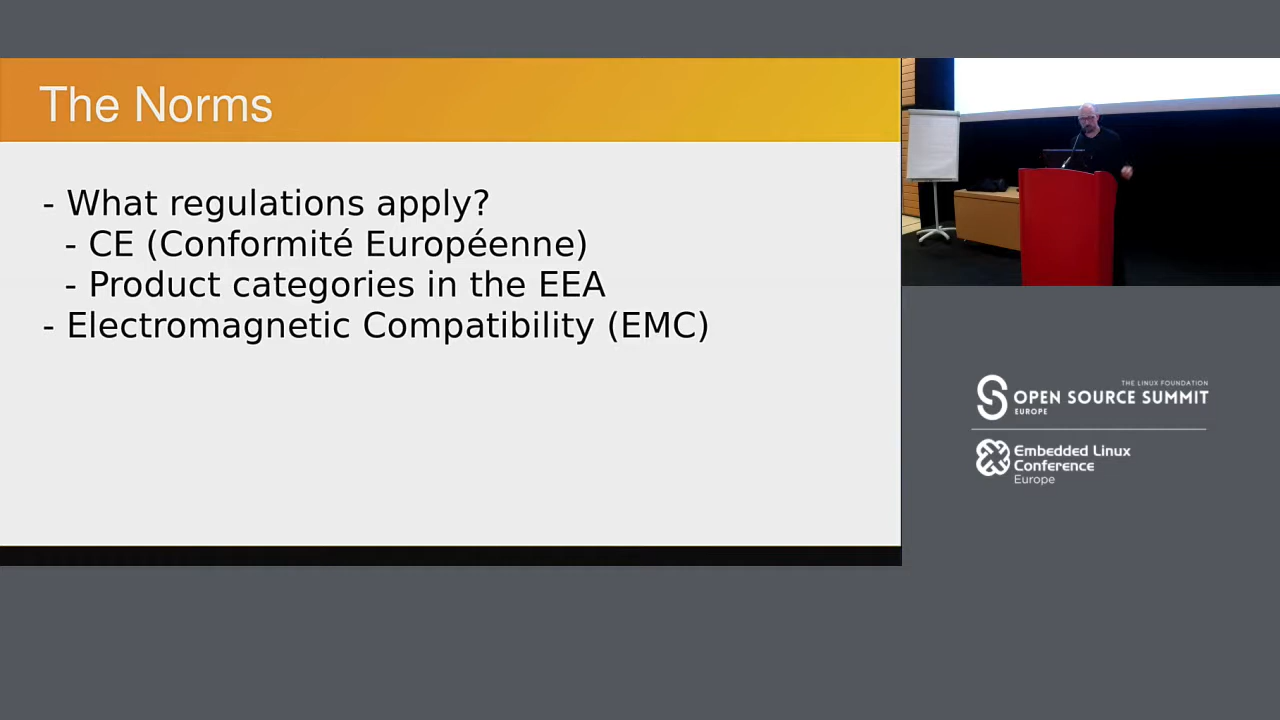 The Norms
- What regulations apply?
- CE (Conformité Européenne)
- Product categories in the EEA
- Electromagnetic Compatibility (EMC)
THE LINUX FOUNDATION
OPEN SOURCE SUMMIT
EUROPE
Embedded Linux
Conference
Europe